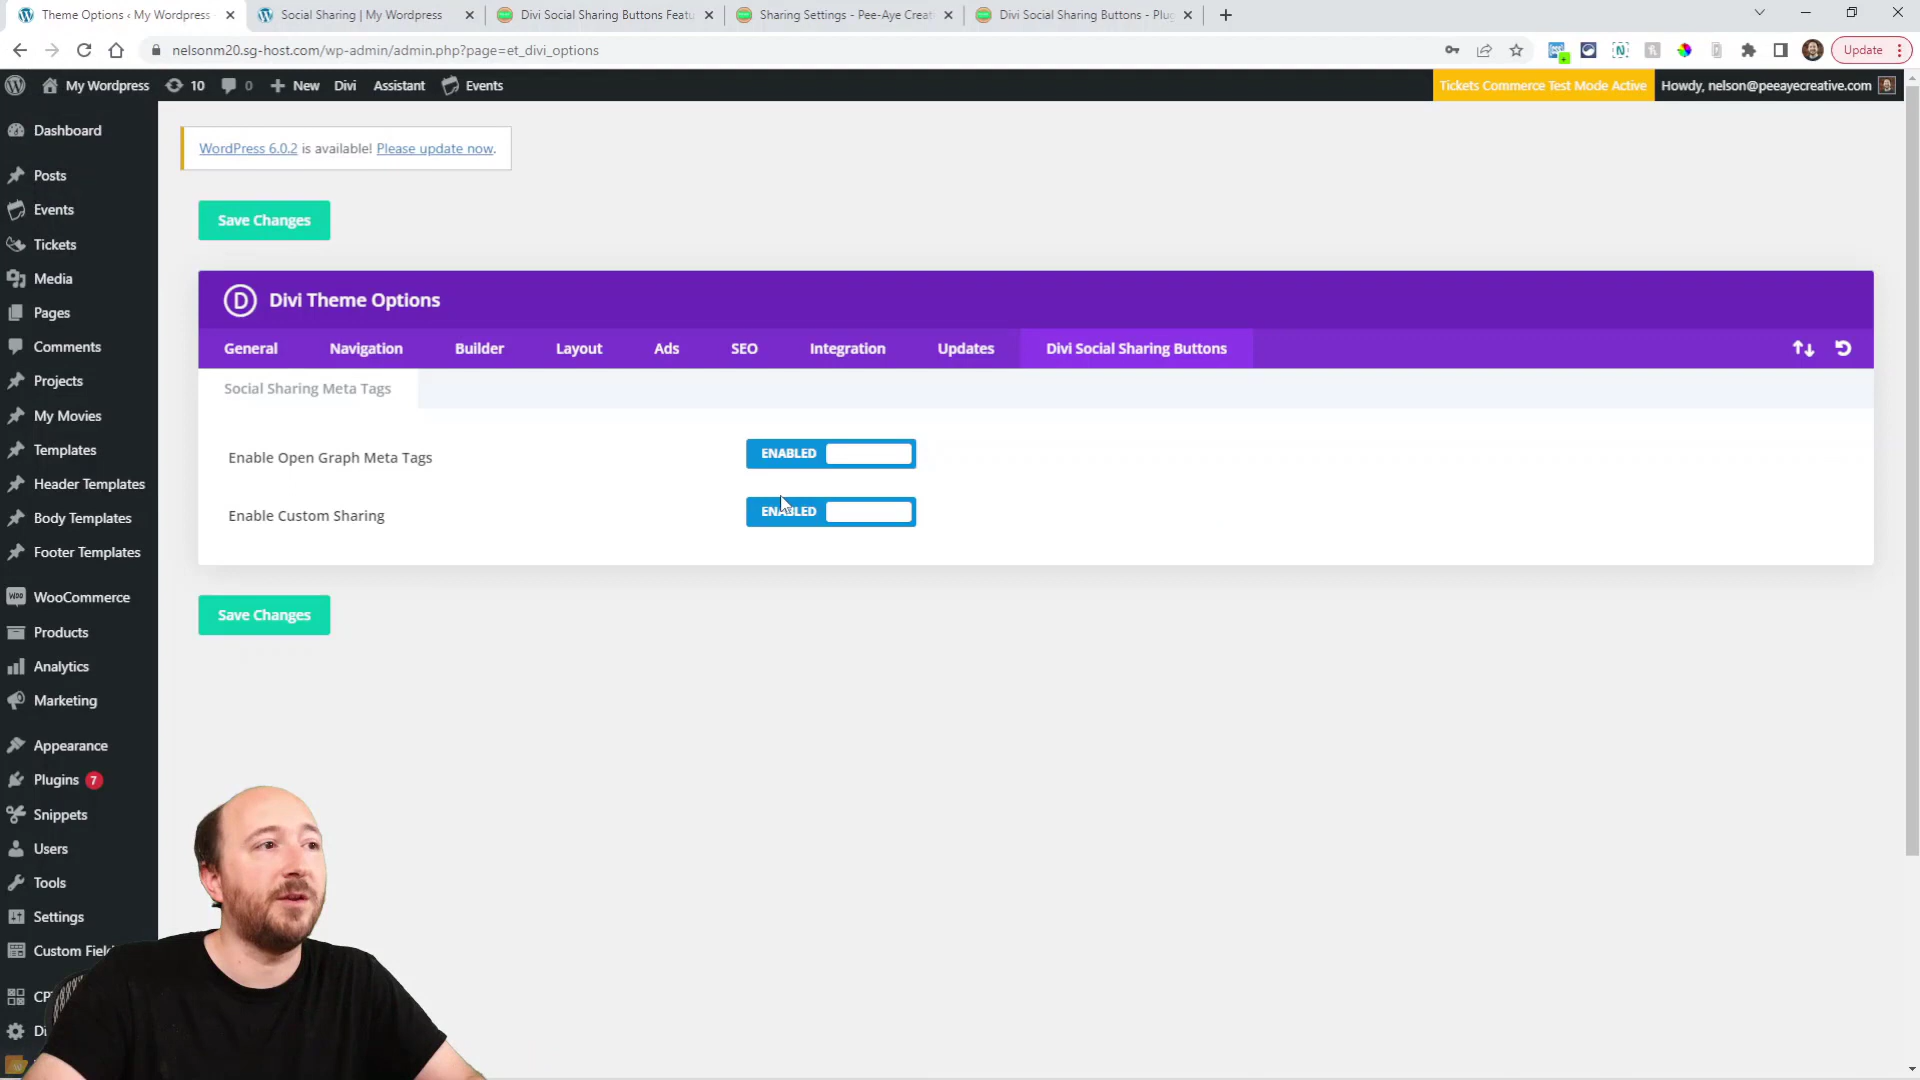 Theme Options ‹ My Wordpress
Social Sharing | My Wordpress
Divi Social Sharing Buttons Featu
Sharing Settings - Pee-Aye Creat
Divi Social Sharing Buttons - Plug
nelsonm20.sg-host.com/wp-admin/admin.php?page=et_divi_options
Update
My Wordpress
10
0
New
Divi
Assistant
Events
Tickets Commerce Test Mode Active
Howdy, nelson@peeayecreative.com
Dashboard
Posts
Events
Tickets
Media
Pages
Comments
Projects
My Movies
Templates
Header Templates
Body Templates
Footer Templates
WooCommerce
Products
Analytics
Marketing
Appearance
Plugins 7
Snippets
Users
Tools
Settings
Custom Fiel
CP
Di
WordPress 6.0.2 is available! Please update now.
Save Changes
D Divi Theme Options
General
Navigation
Builder
Layout
Ads
SEO
Integration
Updates
Divi Social Sharing Buttons
Social Sharing Meta Tags
Enable Open Graph Meta Tags
ENABLED
Enable Custom Sharing
ENABLED
Save Changes